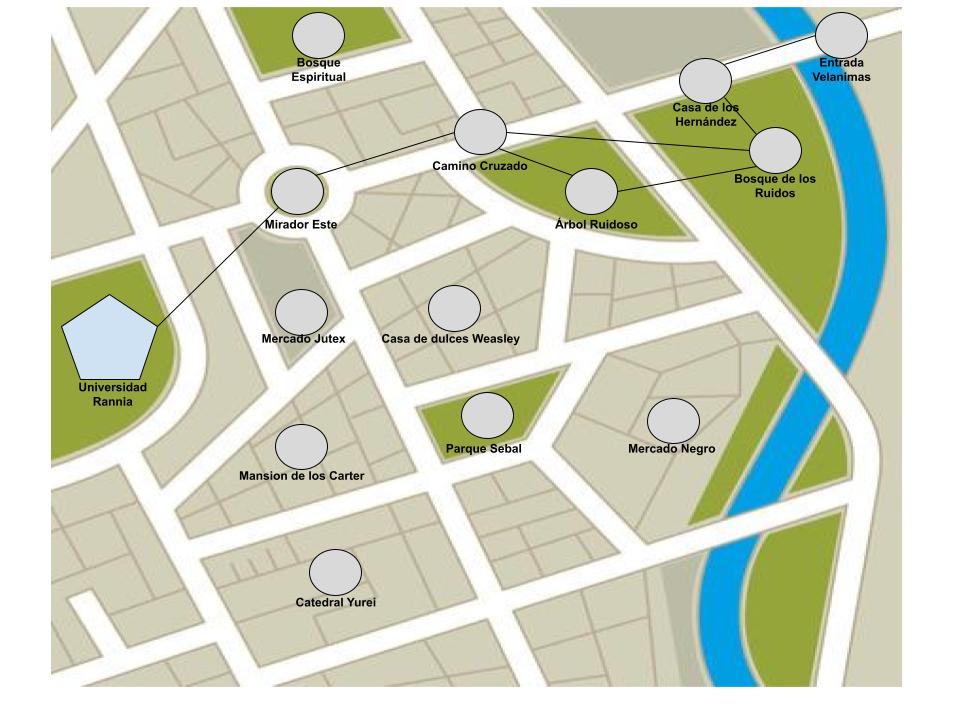 Bosque
Espiritual
Entrada
Velanimas
Casa de los
Hernández
Camino Cruzado
Bosque de los
Ruidos
Mirador Este
Árbol Ruidoso
Mercado Jutex
Casa de dulces Weasley
Universidad
Rannia
Parque Sebal
Mercado Negro
Mansion de los Carter
Catedral Yurei